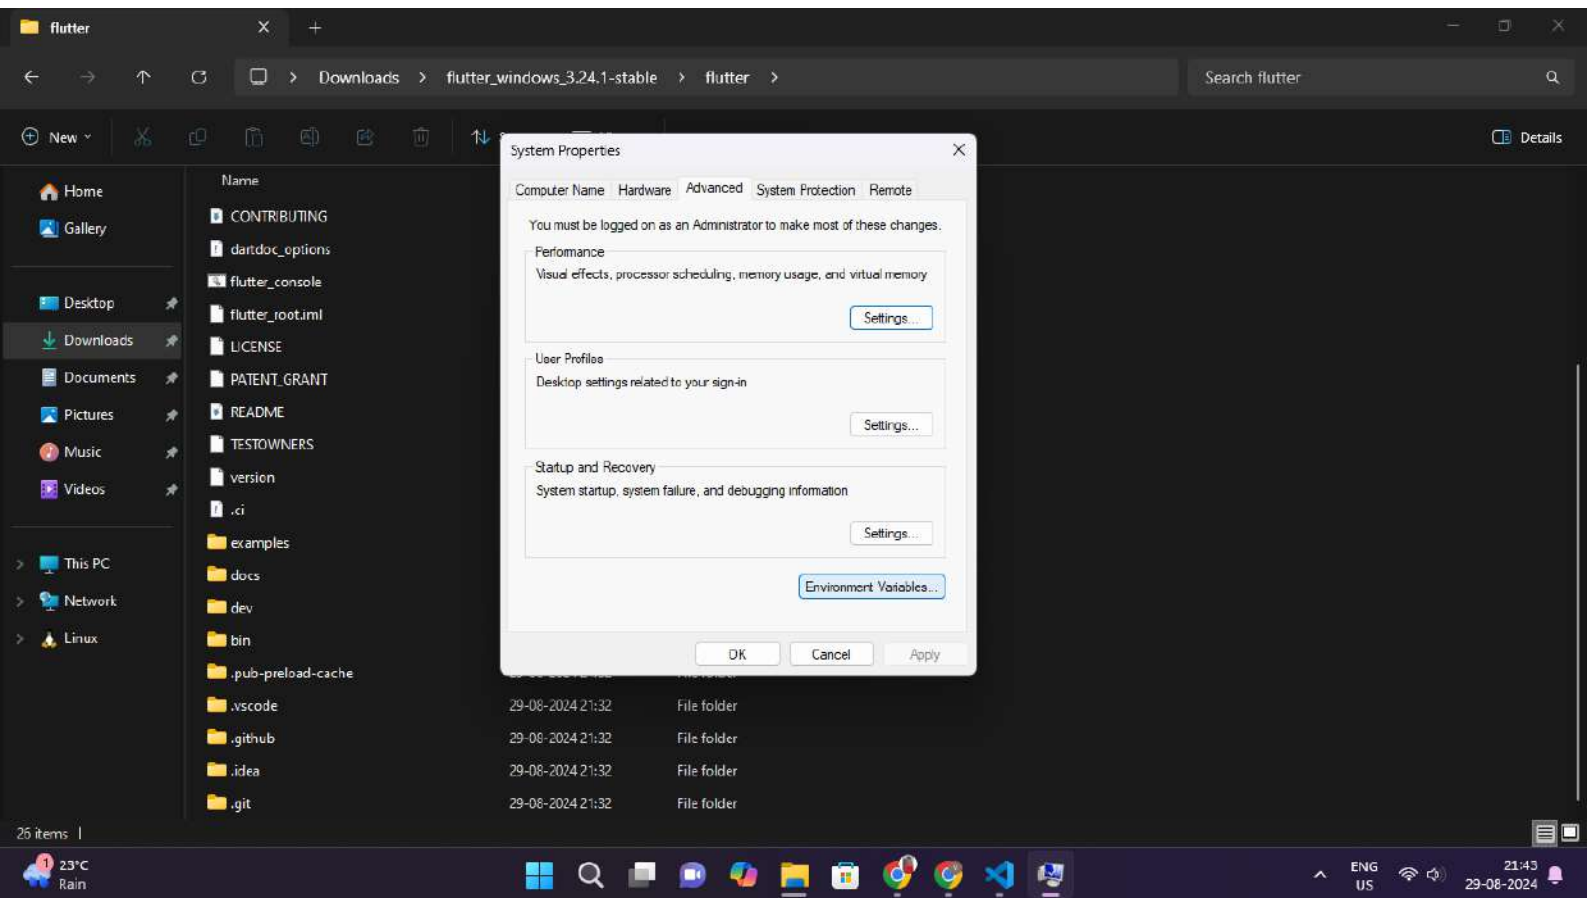 flutter
Downloads > flutter_windows_3.24.1-stable > flutter >
Search flutter
New
Details
Home
Gallery
Desktop
Downloads
Documents
Pictures
Music
Videos
This PC
Network
Linux
Name
CONTRIBUTING
dartdoc_options
flutter_console
flutter_root.iml
LICENSE
PATENT_GRANT
README
TESTOWNERS
version
.ci
examples
docs
dev
bin
.pub-preload-cache
.vscode 29-08-2024 21:32 File folder
.github 29-08-2024 21:32 File folder
.idea 29-08-2024 21:32 File folder
.git 29-08-2024 21:32 File folder
System Properties
Computer Name Hardware Advanced System Protection Remote
You must be logged on as an Administrator to make most of these changes.
Performance
Visual effects, processor scheduling, memory usage, and virtual memory
Settings...
User Profiles
Desktop settings related to your sign-in
Settings...
Startup and Recovery
System startup, system failure, and debugging information
Settings...
Environment Variables...
OK Cancel Apply
26 items
1
23°C
Rain
ENG
US
21:43
29-08-2024